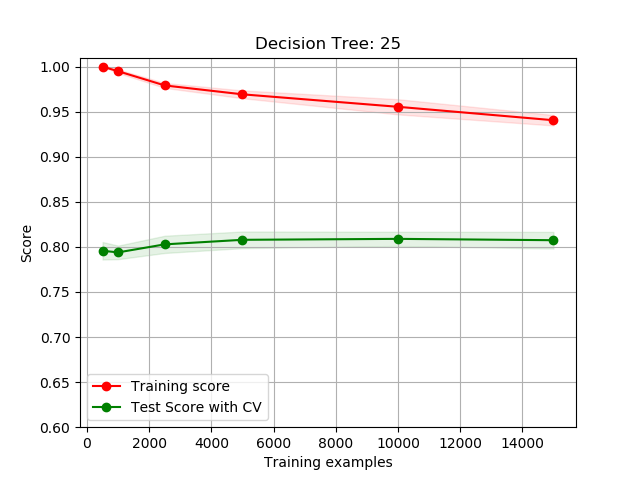 Decision Tree: 25
1.00
0.95
0.90
0.85
0.80
0.75
0.70
0.65
0.60
Score
Training score
Test Score with CV
0 2000 4000 6000 8000 10000 12000 14000
Training examples